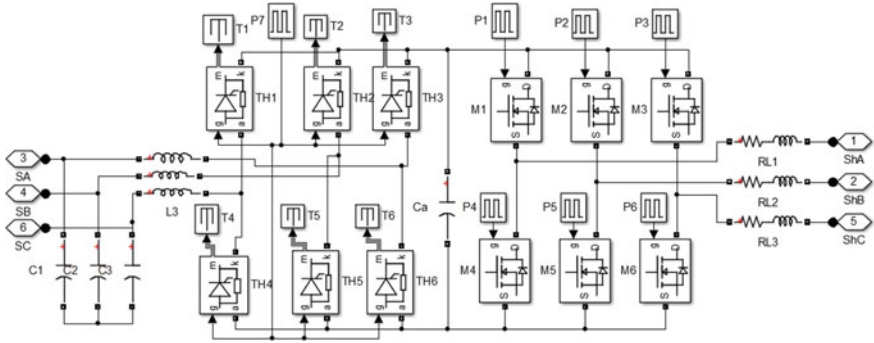 T1 P7 T2 T3 P1 P2 P3
m k m k m k g D g D g D
TH1 TH2 TH3 M1 M2 M3
g a g a g a S S S
3 1
SA RL1 ShA
4 2
SB L3 RL2 ShB
6 T4 T5 T6 Ca P4 P5 P6 5
SC RL3 ShC
C1 C2 C3
m k m k m k g D g D g D
TH4 TH5 TH6 M4 M5 M6
g a g a g a S S S